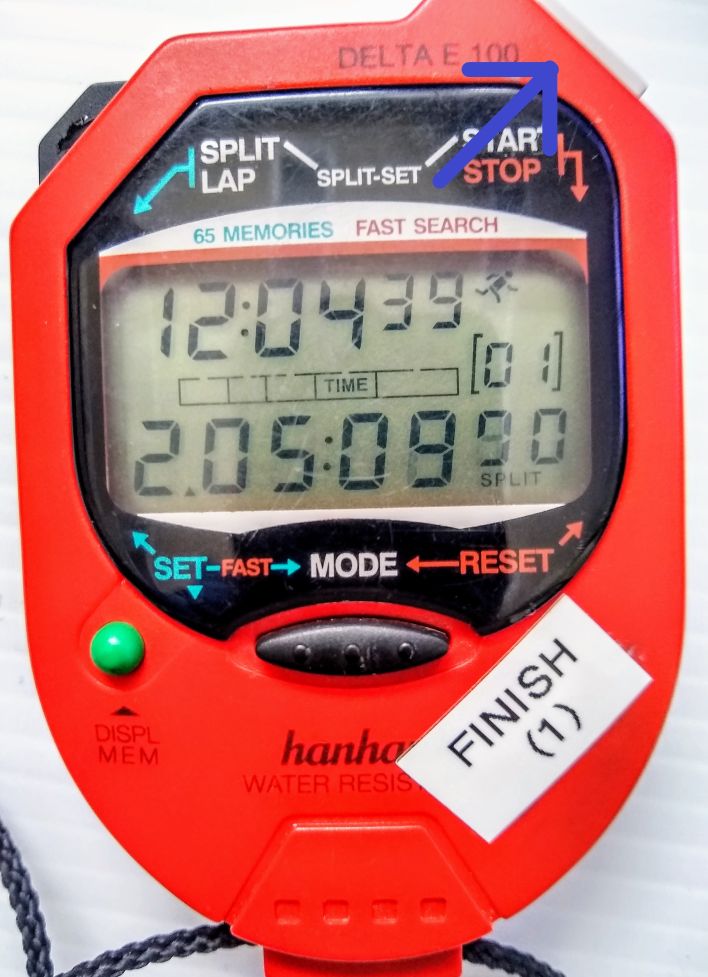 DELTA E 100
SPLIT LAP
SPLIT-SET
START STOP
65 MEMORIES FAST SEARCH
12:04 39
[01]
TIME
2.05:09 90
SPLIT
SET FAST MODE RESET
DISPL
MEM
WATER
FINISH
(1)